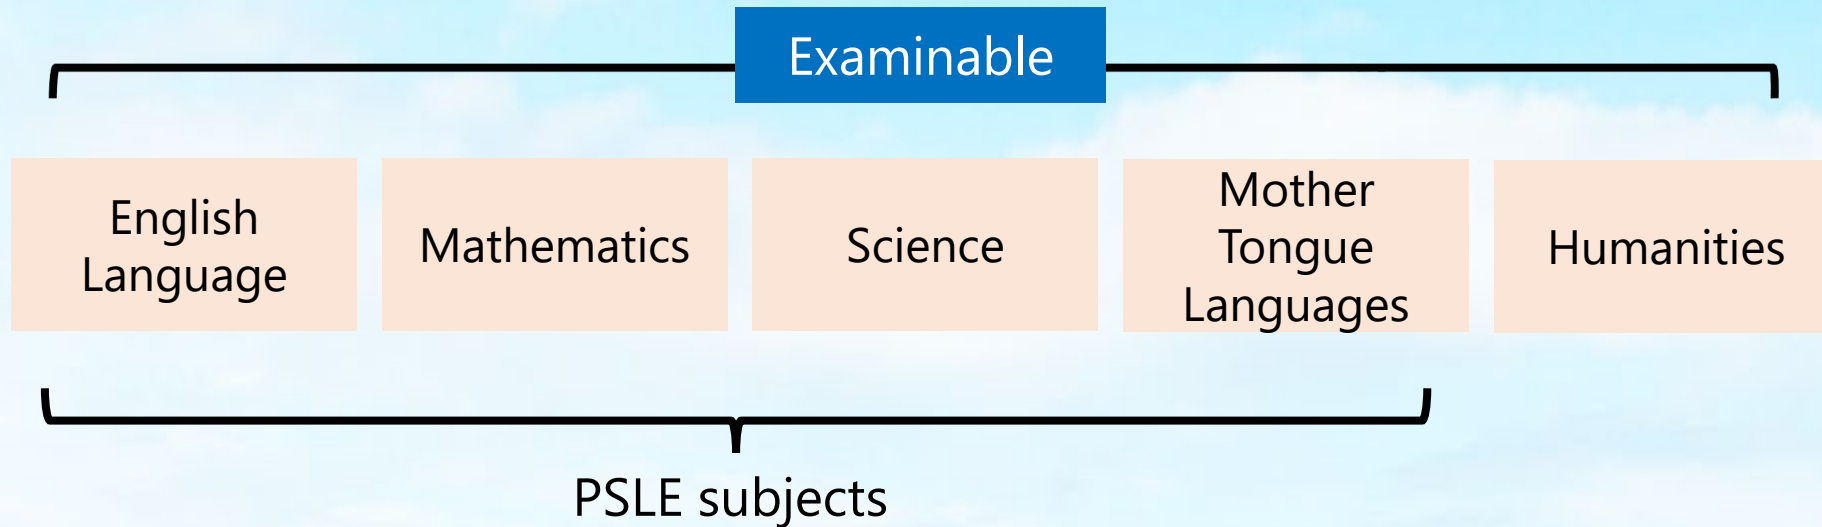 Examinable
English
Language
Mathematics
Science
Mother
Tongue
Languages
Humanities
PSLE subjects